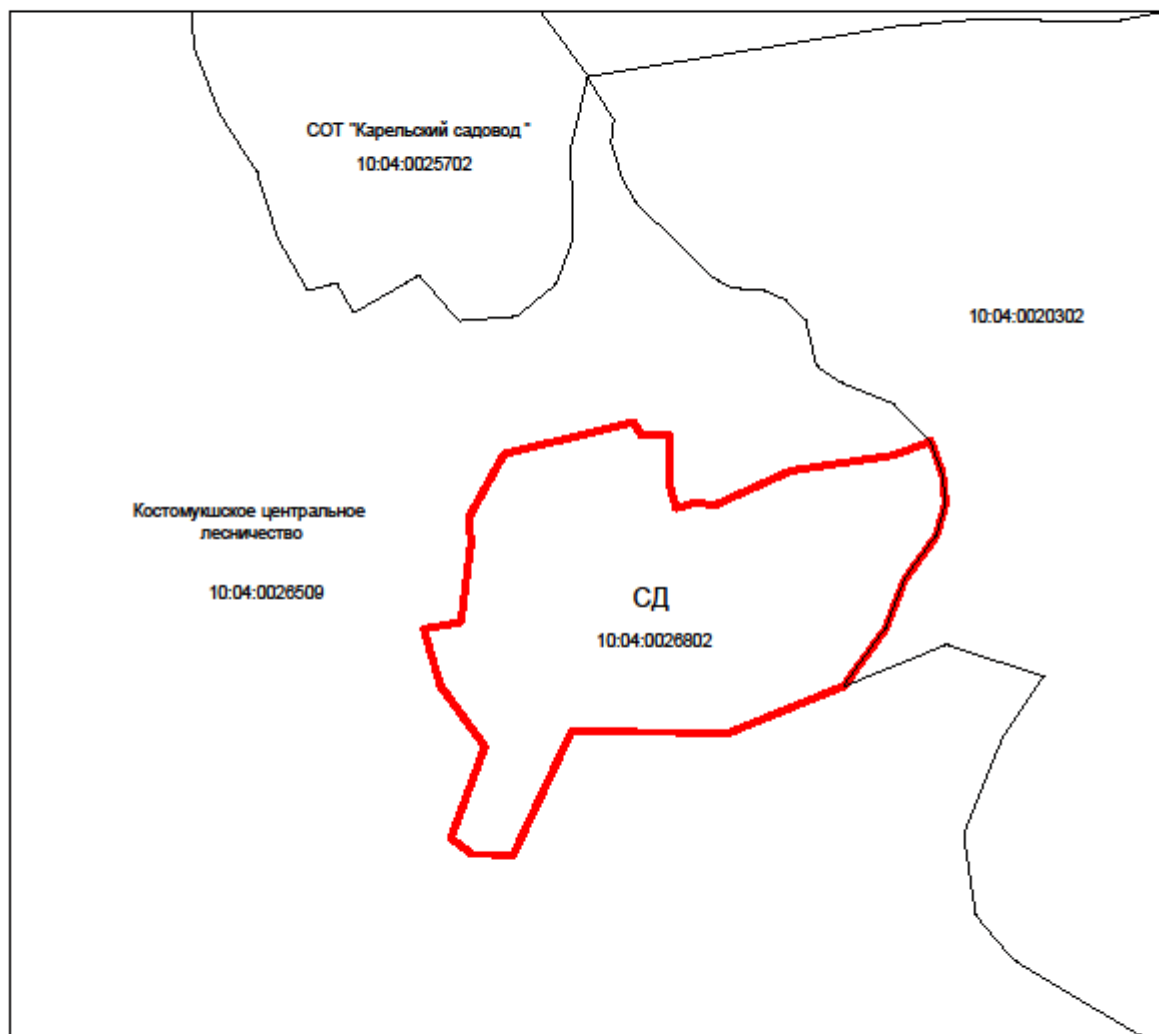 СОТ "Карельский садовод "
10:04:0025702
10:04:0020302
Костомукшское центральное
лесничество
10:04:0026509
СД
10:04:0026802